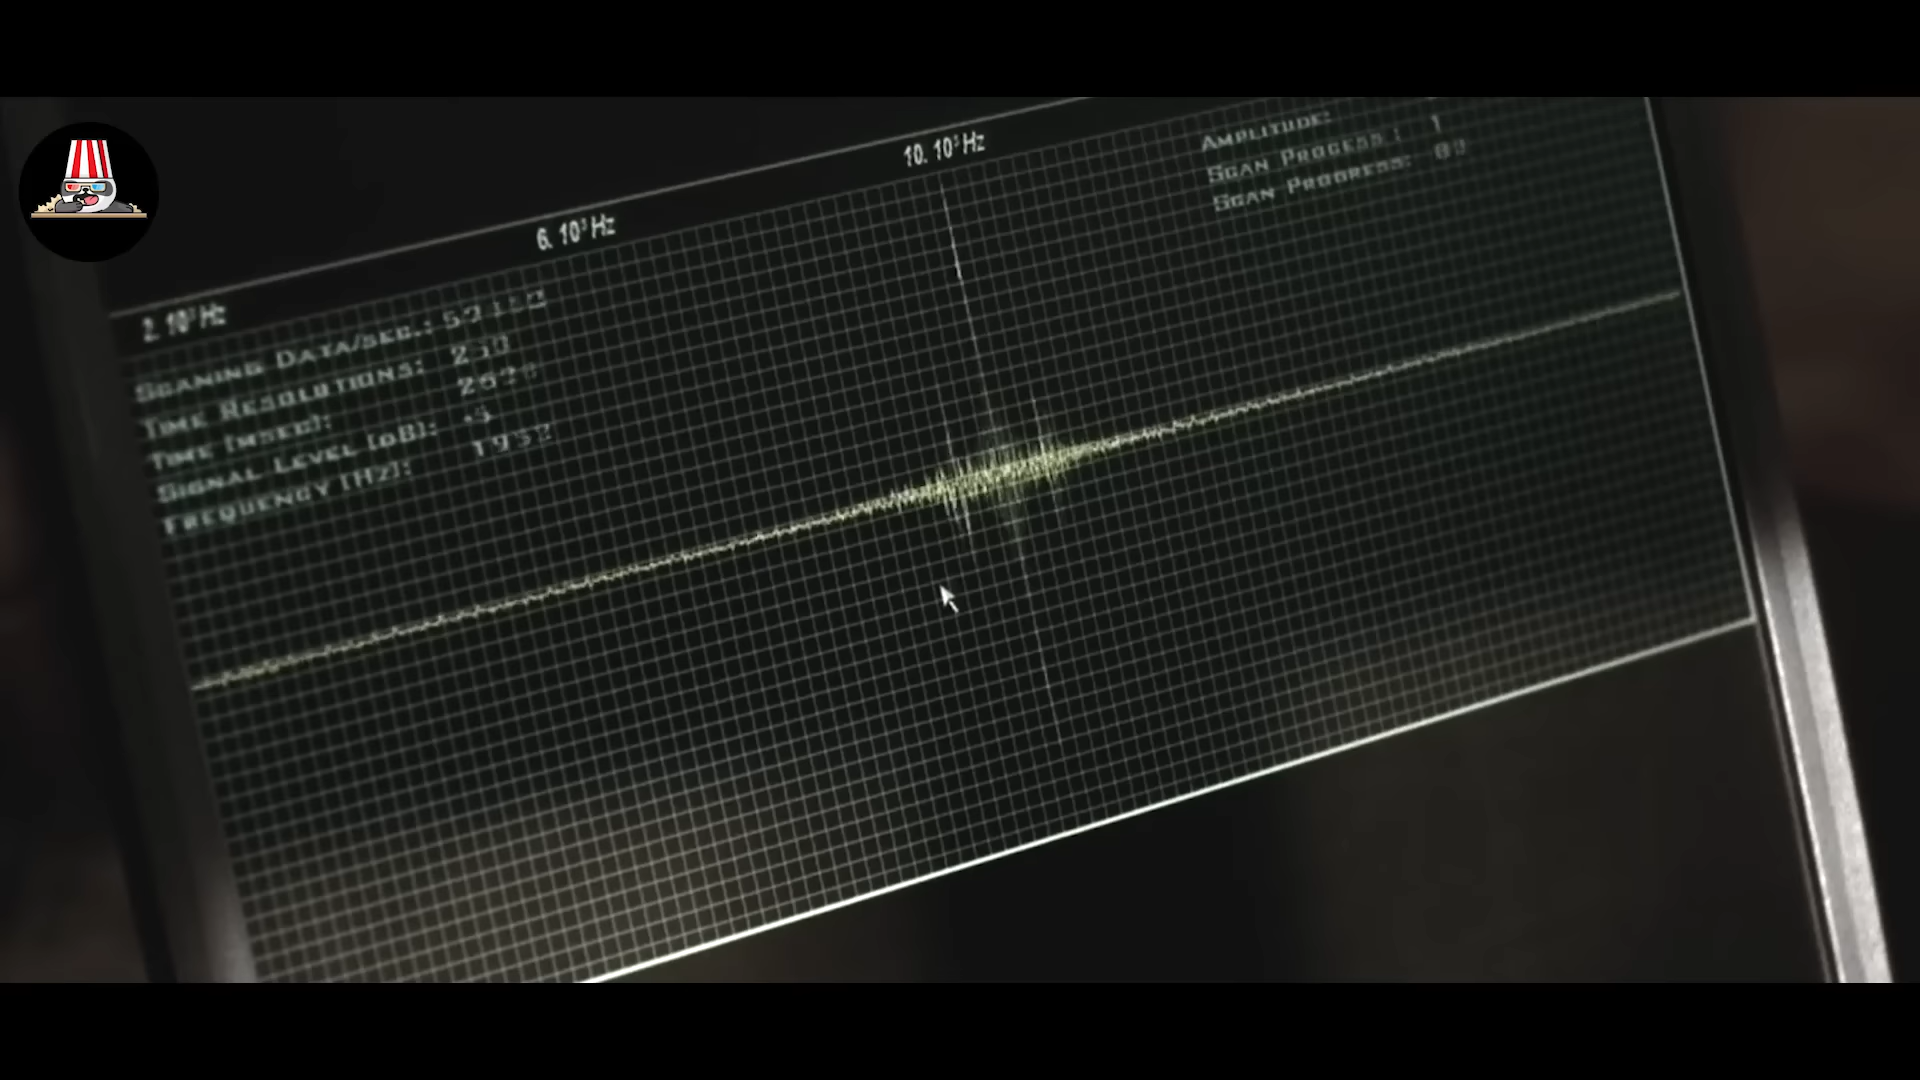 2. 10³ Hz
6. 10³ Hz
10. 10³ Hz
Scaning Data/sec.:
Time Resolutions:
Time [msec]:
Signal Level [dB]:
Frequency [Hz]:
Amplitude:
Scan Process.: 1
Scan Progress: